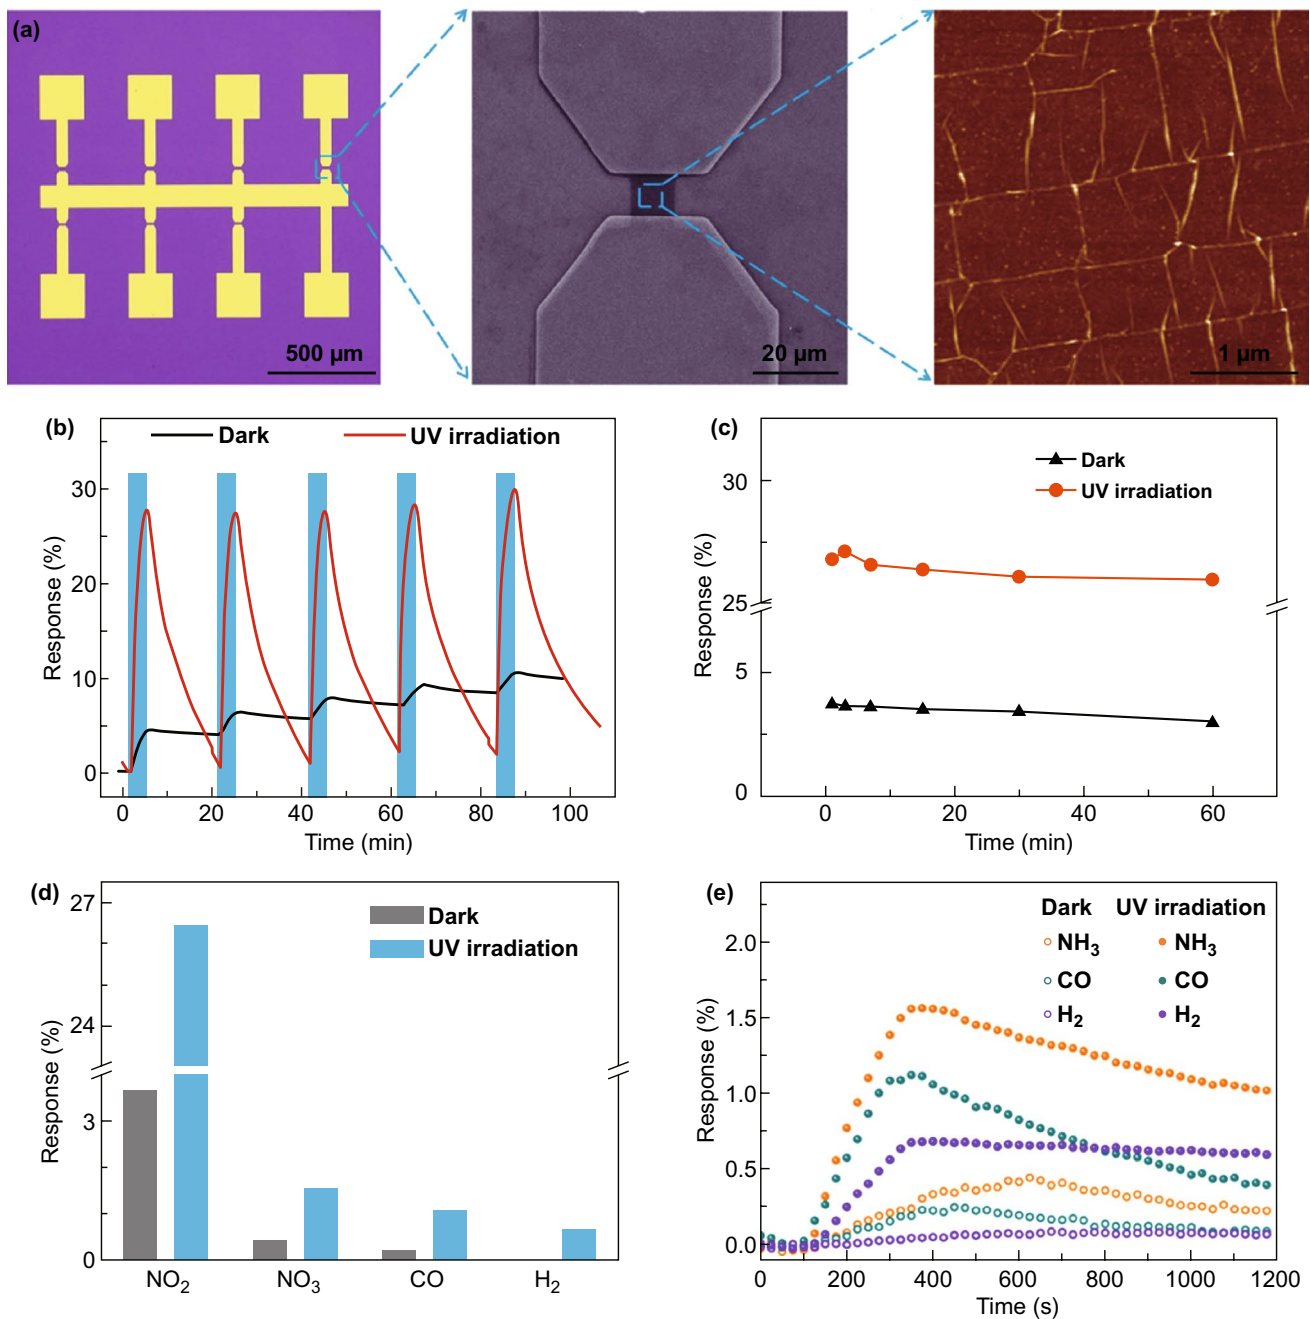 (a)
500 µm
20 µm
1 µm
(b)
Dark
UV irradiation
Response (%)
30
20
10
0
0 20 40 60 80 100
Time (min)
(c)
Dark
UV irradiation
Response (%)
30
25
5
0
0 20 40 60
Time (min)
(d)
Dark
UV irradiation
Response (%)
27
24
3
0
NO2 NO3 CO H2
(e)
Dark UV irradiation
NH3 NH3
CO CO
H2 H2
Response (%)
2.0
1.5
1.0
0.5
0.0
0 200 400 600 800 1000 1200
Time (s)